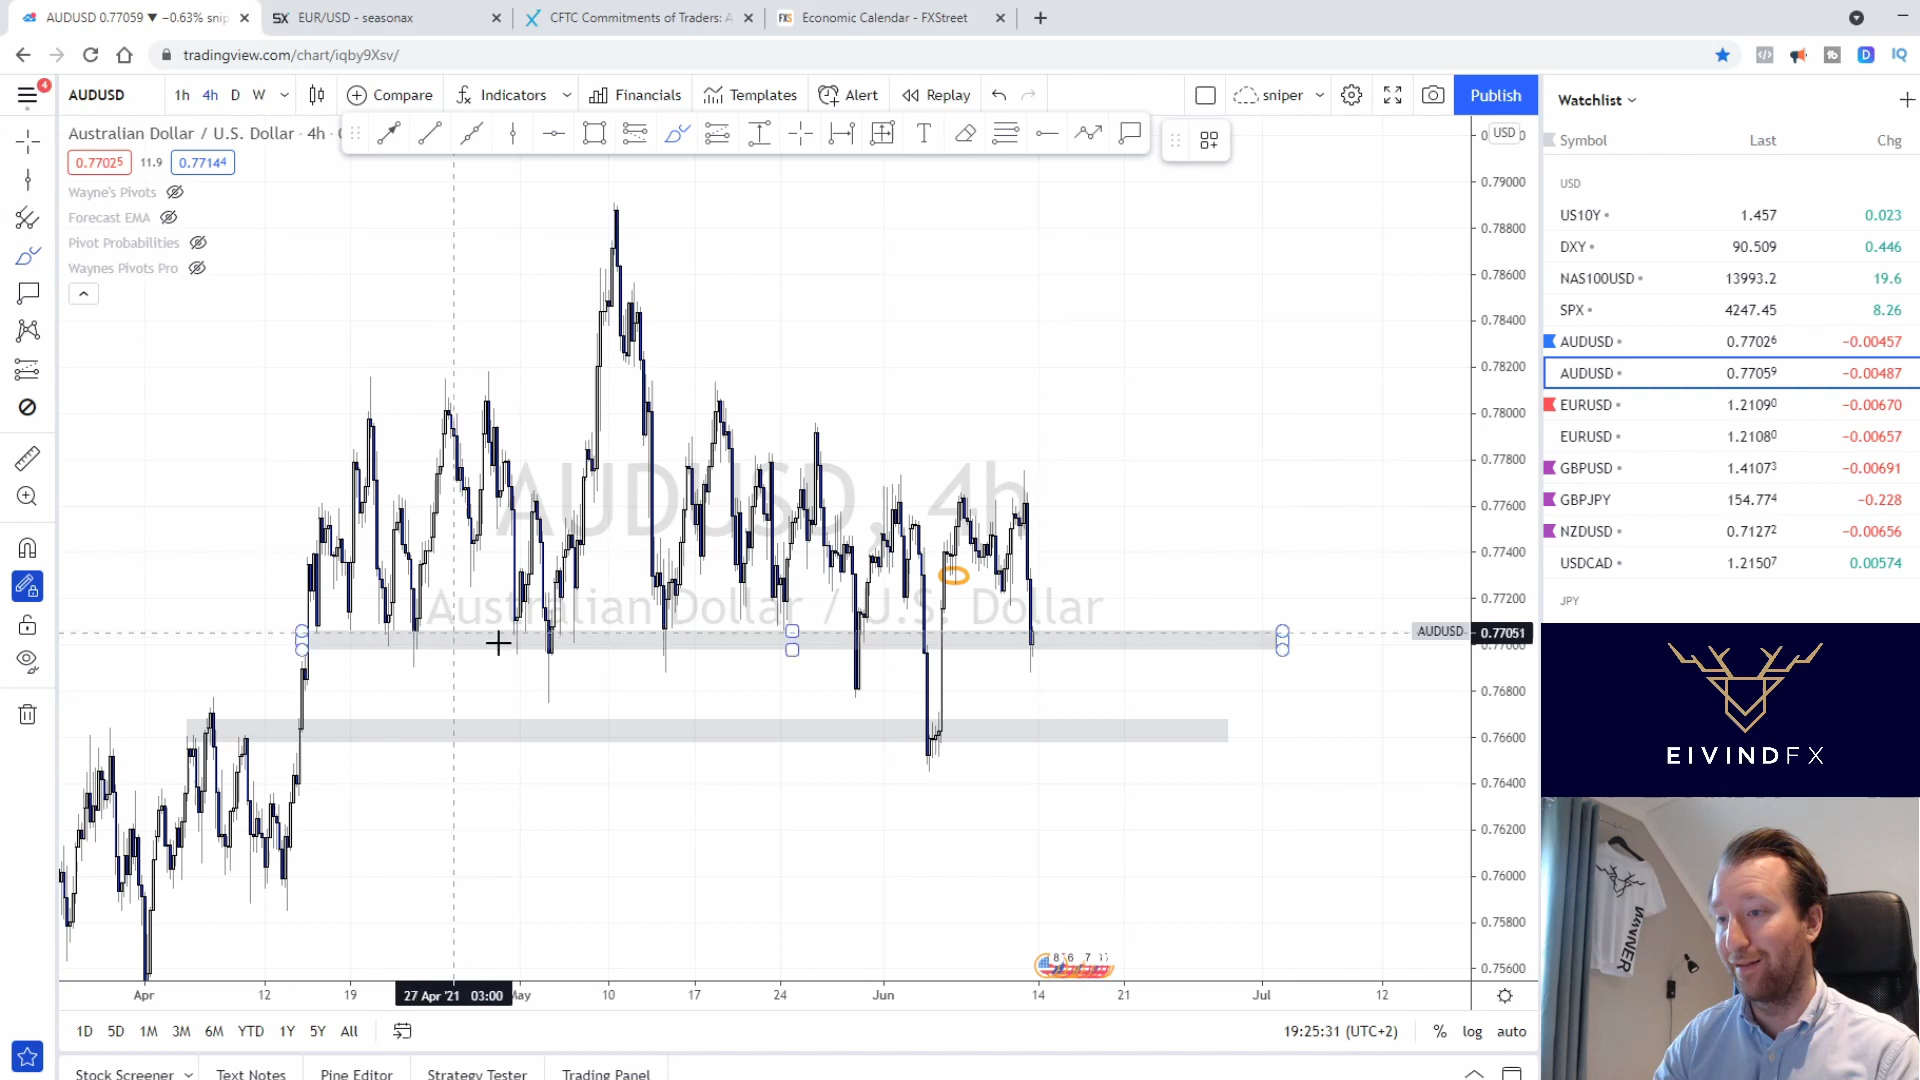 AUDUSD 0.77059 ▼ −0.63% snip
EUR/USD - seasonax
CFTC Commitments of Traders: A
Economic Calendar - FXStreet
tradingview.com/chart/iqby9Xsv/
4
AUDUSD
1h 4h D W
Compare
Indicators
Financials
Templates
Alert
Replay
sniper
Publish
Australian Dollar / U.S. Dollar · 4h ·
0.77025 11.9 0.77144
Wayne's Pivots
Forecast EMA
Pivot Probabilities
Waynes Pivots Pro
AUDUSD, 4h
Australian Dollar / U.S. Dollar
USD
0.79000
0.78800
0.78600
0.78400
0.78200
0.78000
0.77800
0.77600
0.77400
0.77200
AUDUSD 0.77051
0.77000
0.76800
0.76600
0.76400
0.76200
0.76000
0.75800
0.75600
Apr 12 19 27 Apr '21 03:00 May 10 17 24 Jun 14 21 Jul 12
1D 5D 1M 3M 6M YTD 1Y 5Y All
19:25:31 (UTC+2) % log auto
Stock Screener Text Notes Pine Editor Strategy Tester Trading Panel
Watchlist
Symbol Last Chg
USD
US10Y 1.457 0.023
DXY 90.509 0.446
NAS100USD 13993.2 19.6
SPX 4247.45 8.26
AUDUSD 0.77026 −0.00457
AUDUSD 0.77059 −0.00487
EURUSD 1.21090 −0.00670
EURUSD 1.21080 −0.00657
GBPUSD 1.41073 −0.00691
GBPJPY 154.774 −0.228
NZDUSD 0.71272 −0.00656
USDCAD 1.21507 0.00574
JPY
EIVINDFX
WINNER